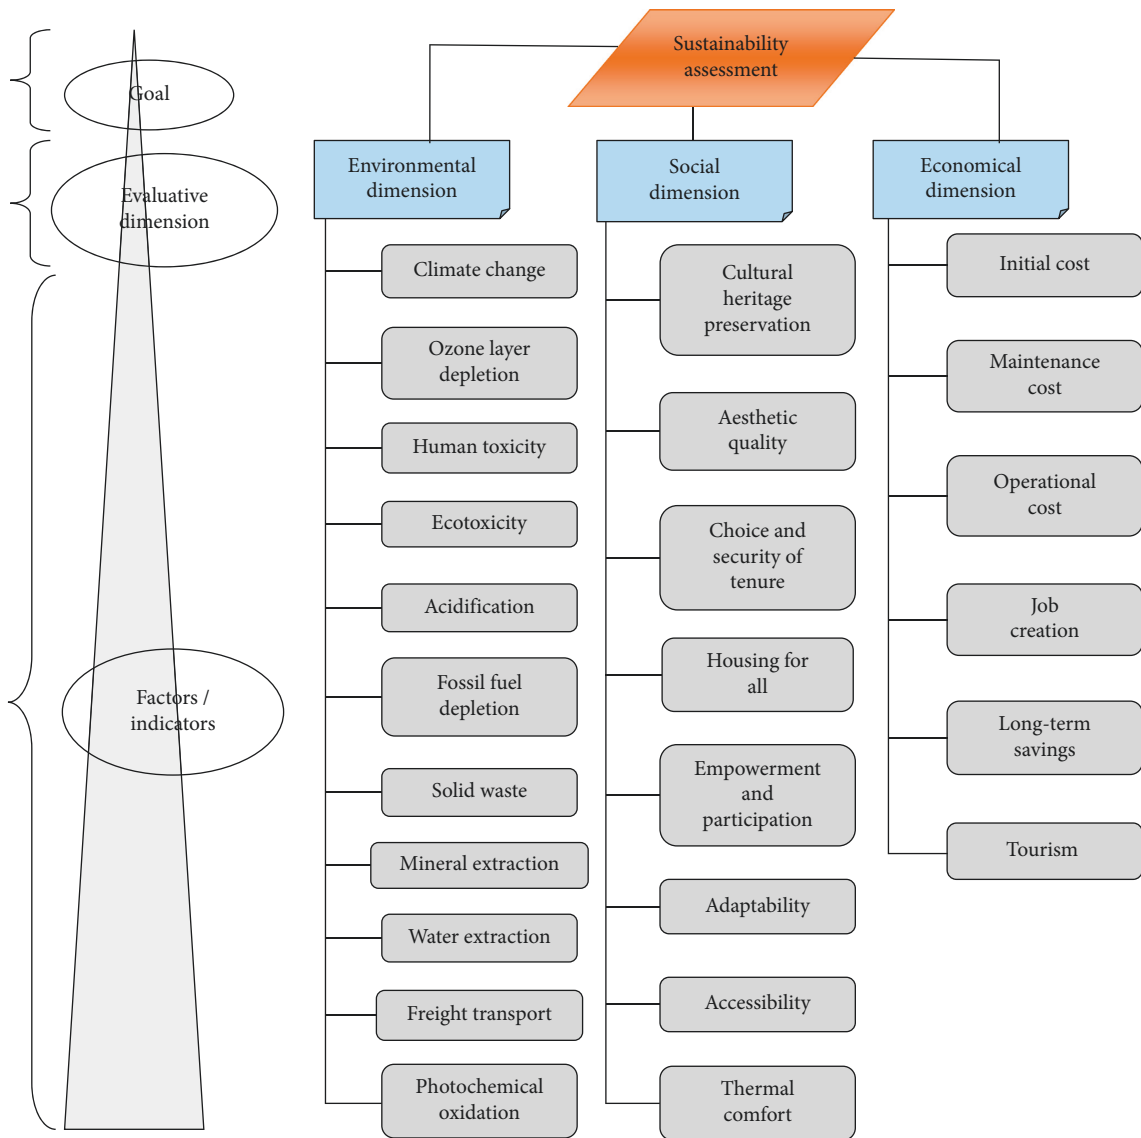 Sustainability
assessment
Goal
Evaluative
dimension
Factors /
indicators
Environmental
dimension
Climate change
Ozone layer
depletion
Human toxicity
Ecotoxicity
Acidification
Fossil fuel
depletion
Solid waste
Mineral extraction
Water extraction
Freight transport
Photochemical
oxidation
Social
dimension
Cultural
heritage
preservation
Aesthetic
quality
Choice and
security of
tenure
Housing for
all
Empowerment
and
participation
Adaptability
Accessibility
Thermal
comfort
Economical
dimension
Initial cost
Maintenance
cost
Operational
cost
Job
creation
Long-term
savings
Tourism